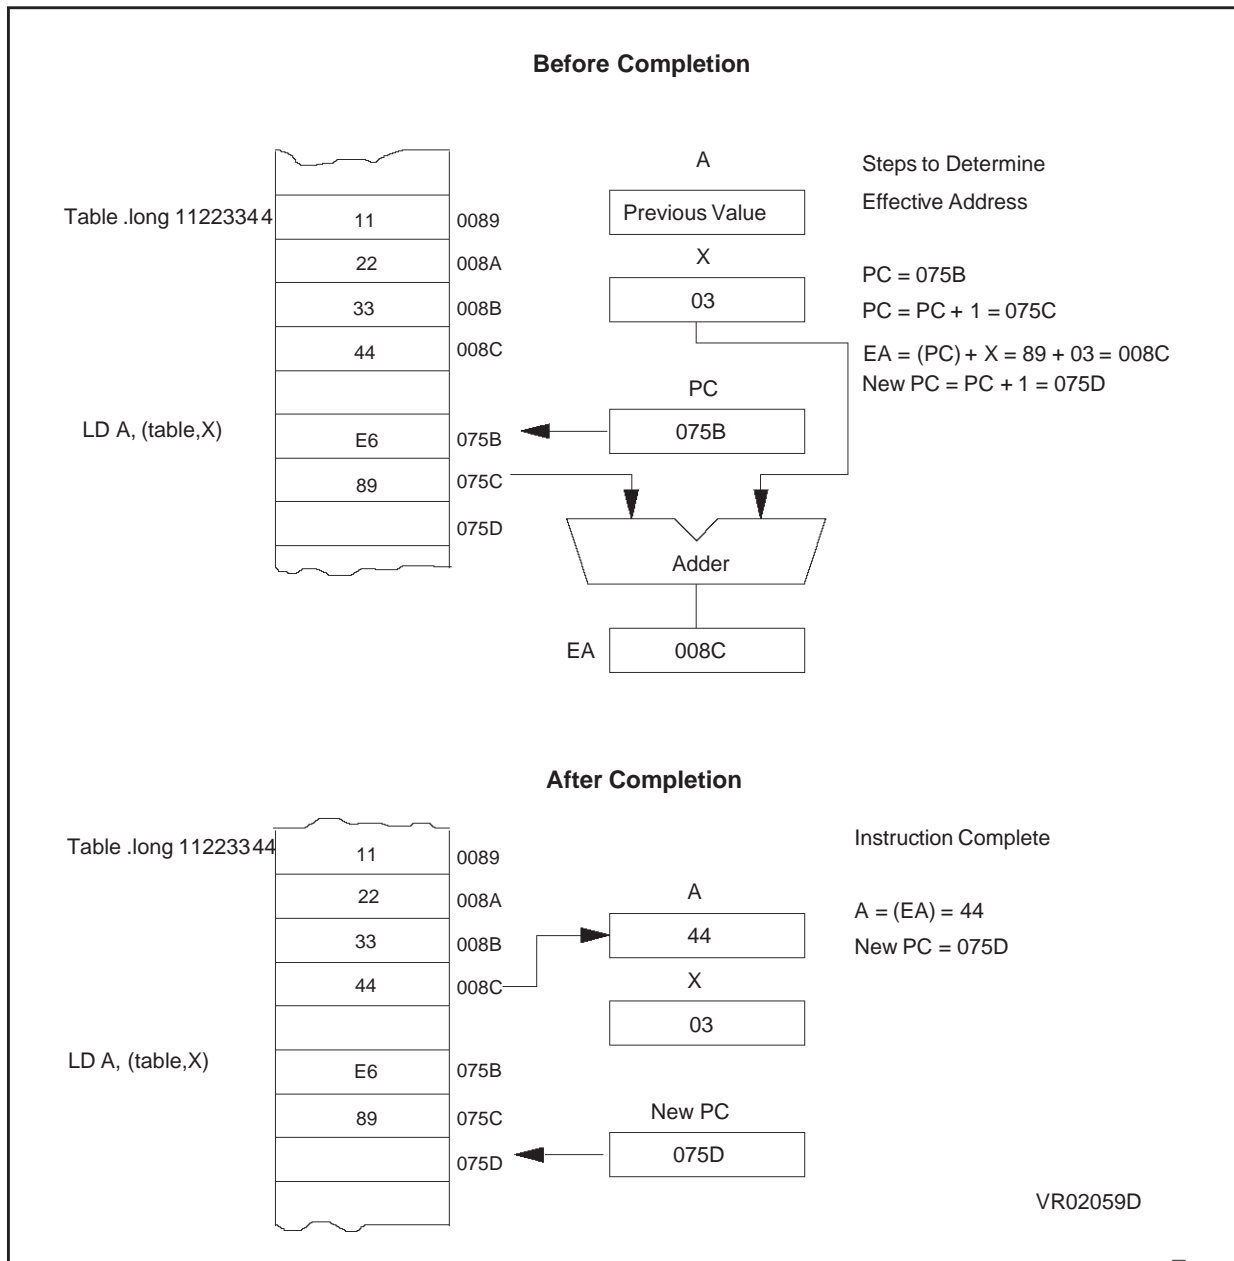 Before Completion
A
Steps to Determine
Effective Address
Table .long 11223344
11
0089
Previous Value
22
008A
X
PC = 075B
33
008B
03
PC = PC + 1 = 075C
44
008C
EA = (PC) + X = 89 + 03 = 008C
New PC = PC + 1 = 075D
PC
LD A, (table,X)
E6
075B
075B
89
075C
075D
Adder
EA
008C
After Completion
Table .long 11223344
11
0089
Instruction Complete
22
008A
A
A = (EA) = 44
33
008B
44
New PC = 075D
44
008C
X
03
LD A, (table,X)
E6
075B
89
075C
New PC
075D
075D
VR02059D